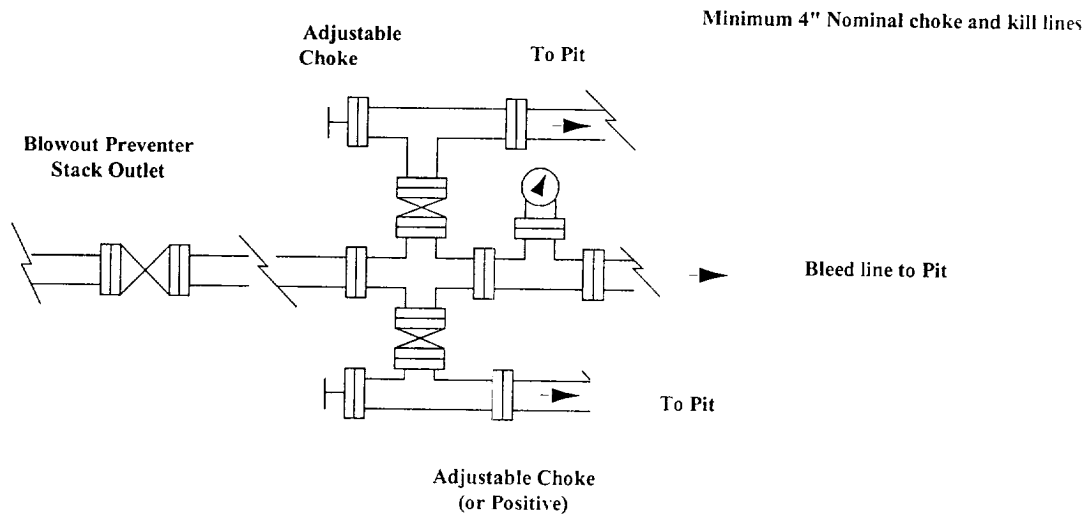 Minimum 4" Nominal choke and kill lines
Adjustable
Choke
To Pit
Blowout Preventer
Stack Outlet
Bleed line to Pit
To Pit
Adjustable Choke
(or Positive)